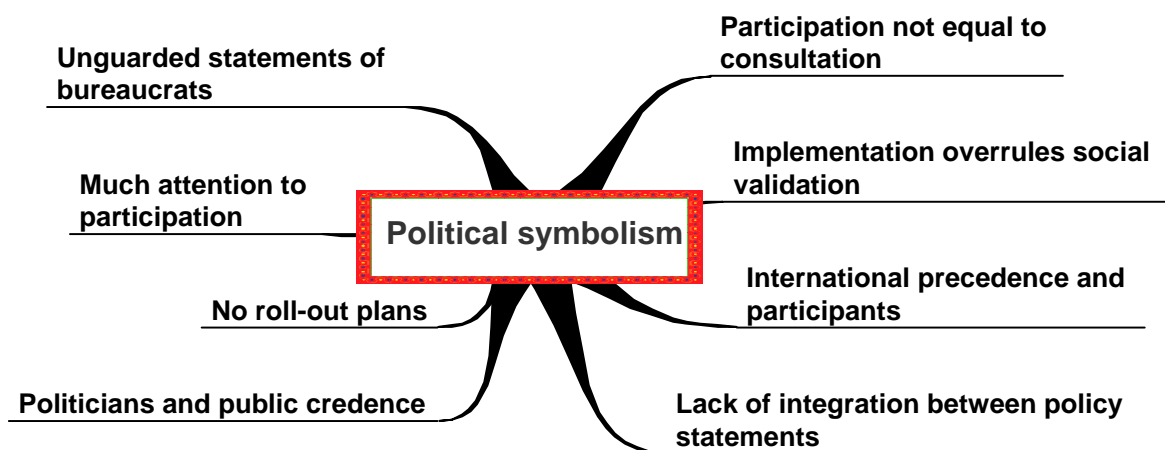 Unguarded statements of
bureaucrats
Much attention to
participation
No roll-out plans
Politicians and public credence
Political symbolism
Participation not equal to
consultation
Implementation overrules social
validation
International precedence and
participants
Lack of integration between policy
statements